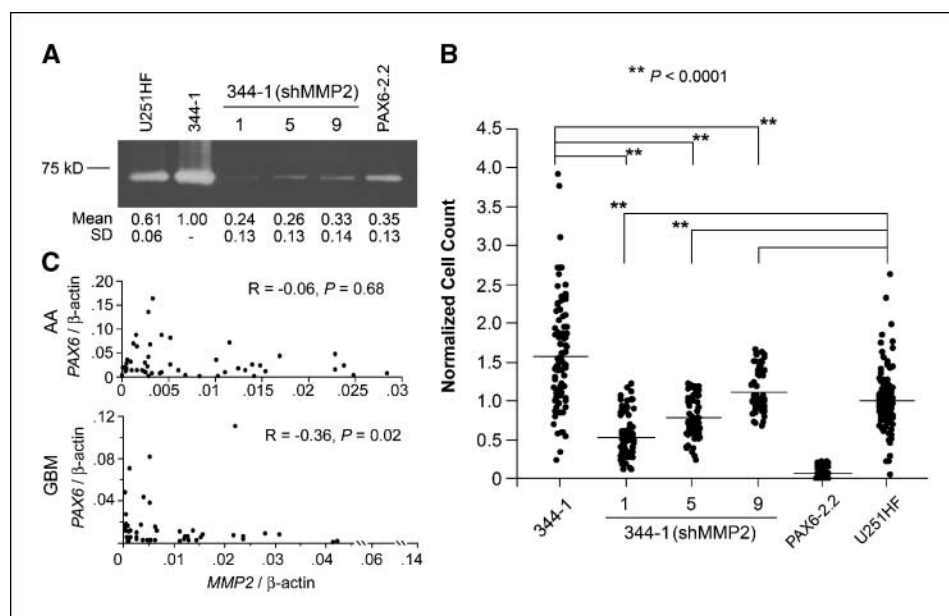 A
U251HF
344-1
344-1 (shMMP2)
1 5 9
PAX6-2.2
75 kD
Mean 0.61 1.00 0.24 0.26 0.33 0.35
SD 0.06 - 0.13 0.13 0.14 0.13
B
** P < 0.0001
Normalized Cell Count
4.5
4.0
3.5
3.0
2.5
2.0
1.5
1.0
0.5
0
**
**
**
**
**
344-1
1 5 9
344-1 (shMMP2)
PAX6-2.2
U251HF
C
AA
PAX6 / β-actin
.20
.15
.10
.05
0
R = -0.06, P = 0.68
0 .005 .01 .015 .02 .025 .03
GBM
PAX6 / β-actin
.12
.08
.04
R = -0.36, P = 0.02
0 .01 .02 .03 .04 .06 .14
MMP2 / β-actin